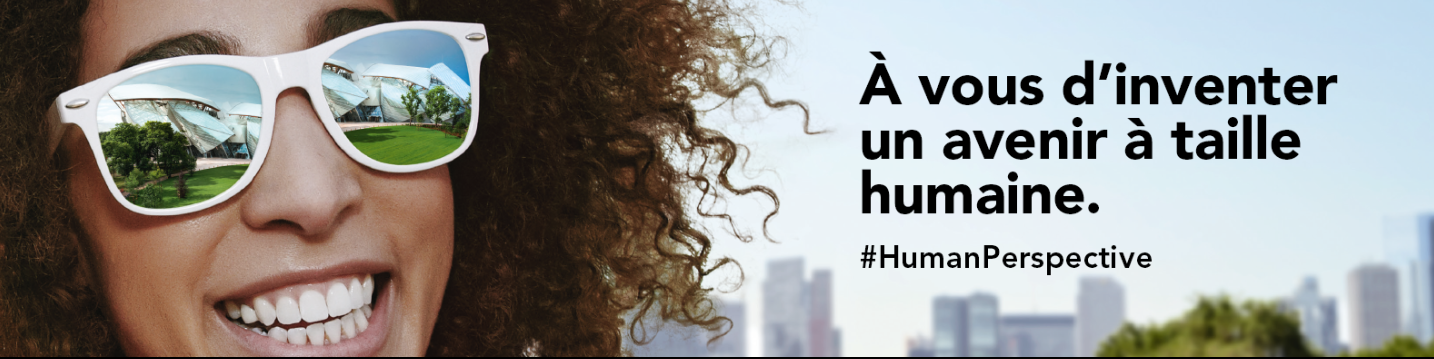 À vous d’inventer
un avenir à taille
humaine.
#HumanPerspective